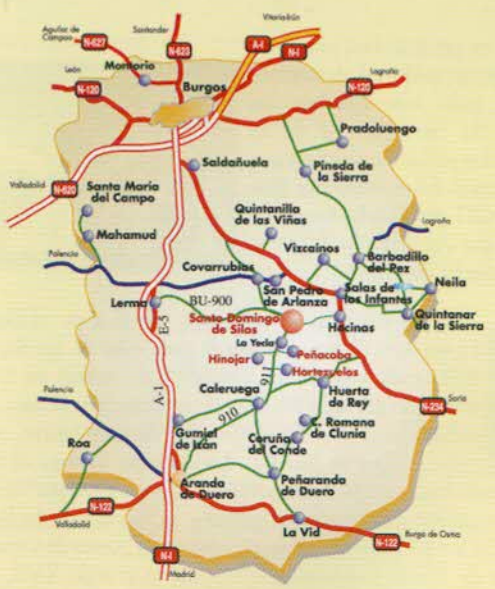 Aguilar de
Campoo
Santander
Vitoria-Irún
N-627
N-623
A-I
N-I
Montorio
León
Burgos
Logroño
N-120
N-120
Pradoluengo
Saldañuela
Pineda de
la Sierra
Valladolid
N-620
Santa María
del Campo
Quintanilla
de las Viñas
Logroño
Mahamud
Vizcainos
Palencia
Covarrubias
Barbadillo
del Pez
San Pedro
de Arlanza
Salas de
los Infantes
Neila
Lerma
BU-900
E-5
Santo Domingo
de Silos
Hacinas
Quintanar
de la Sierra
La Yecla
Hinojar
Peñacoba
Hortezuelos
911
Palencia
A-1
Caleruega
Huerta
de Rey
Soria
N-234
910
Gumiel
de Izán
C. Romana
de Clunia
Roa
Coruña
del Conde
Aranda
de Duero
Peñaranda
de Duero
N-122
Valladolid
La Vid
N-122
Burgo de Osma
N-I
Madrid